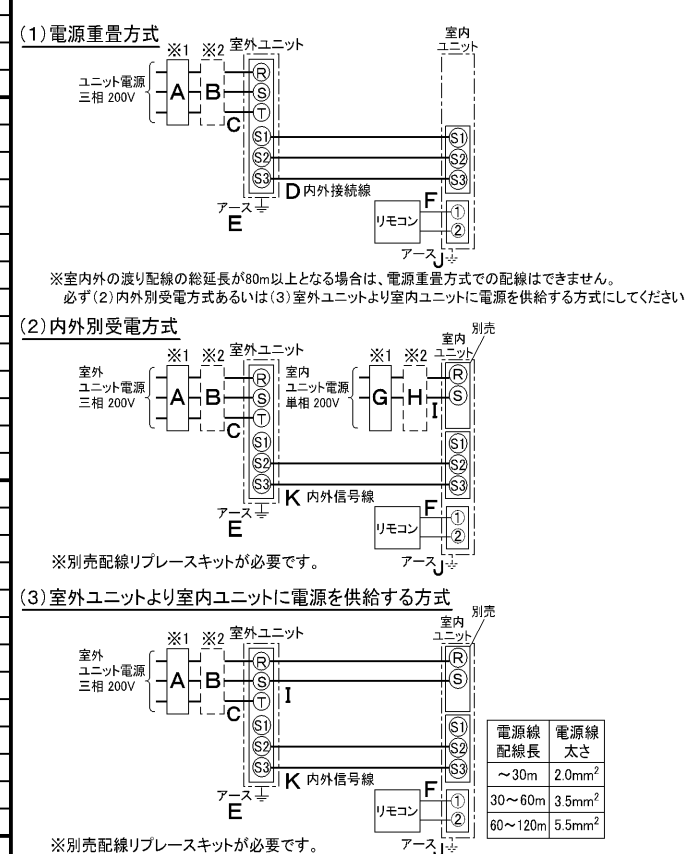 (1)電源重畳方式
※1 ※2 室外ユニット
室内
ユニット
ユニット電源
三相 200V
A B C
R
S
T
S1
S2
S3
S1
S2
S3
D 内外接続線
アース
E
リモコン
F
①
②
アース
J
※室内外の渡り配線の総延長が80m以上となる場合は、電源重畳方式での配線はできません。
必ず(2)内外別受電方式あるいは(3)室外ユニットより室内ユニットに電源を供給する方式にしてください
(2)内外別受電方式
※1 ※2 室外ユニット
※1 ※2
室内
ユニット
別売
室外
ユニット電源
三相 200V
A B C
R
S
T
S1
S2
S3
室内
ユニット電源
単相 200V
G H I
R
S
S1
S2
S3
K 内外信号線
アース
E
リモコン
F
①
②
アース
J
※別売配線リプレースキットが必要です。
(3)室外ユニットより室内ユニットに電源を供給する方式
※1 ※2 室外ユニット
室内
ユニット
別売
室外
ユニット電源
三相 200V
A B C
R
S
T
S1
S2
S3
I
R
S
S1
S2
S3
K 内外信号線
アース
E
リモコン
F
①
②
アース
J
※別売配線リプレースキットが必要です。
電源線 電源線
配線長 太さ
～30m 2.0mm²
30～60m 3.5mm²
60～120m 5.5mm²